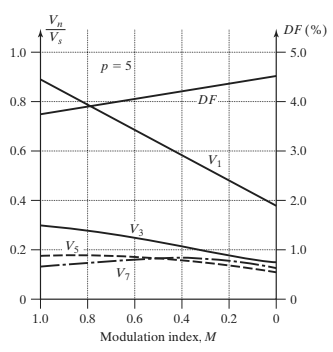 Vn/Vs
DF (%)
1.0
5.0
p = 5
0.8
4.0
DF
0.6
3.0
V1
0.4
2.0
V3
V5
0.2
1.0
V7
0
0
1.0 0.8 0.6 0.4 0.2 0
Modulation index, M